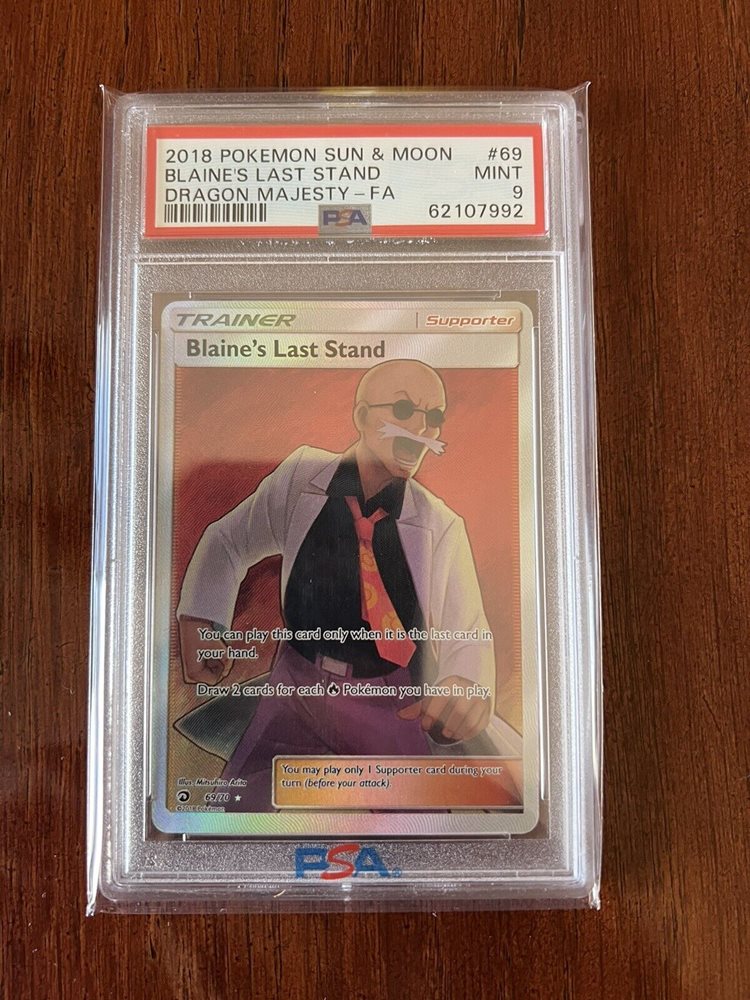 2018 POKEMON SUN & MOON #69
BLAINE'S LAST STAND MINT
DRAGON MAJESTY – FA 9
PSA 62107992
TRAINER Supporter
Blaine's Last Stand
You can play this card only when it is the last card in
your hand.
Draw 2 cards for each Pokémon you have in play.
You may play only 1 Supporter card during your
turn (before your attack).
Illus. Mitsuhiro Arita
69/70
©2018 Pokémon
PSA